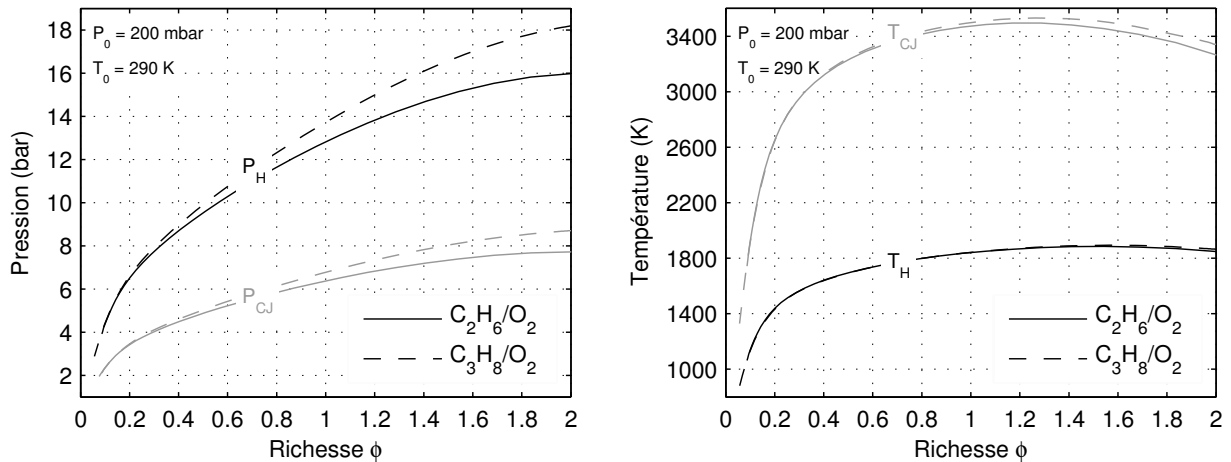 Pression (bar)
18
16
14
12
10
8
6
4
2
P₀ = 200 mbar
T₀ = 290 K
P_H
P_CJ
C₂H₆/O₂
C₃H₈/O₂
0 0.2 0.4 0.6 0.8 1 1.2 1.4 1.6 1.8 2
Richesse ϕ
Température (K)
3400
3000
2600
2200
1800
1400
1000
P₀ = 200 mbar
T₀ = 290 K
T_CJ
T_H
C₂H₆/O₂
C₃H₈/O₂
0 0.2 0.4 0.6 0.8 1 1.2 1.4 1.6 1.8 2
Richesse ϕ